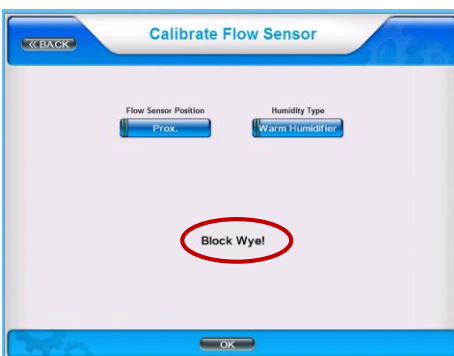 Calibrate Flow Sensor
<<BACK
Flow Sensor Position
Humidity Type
Prox.
Warm Humidifier
Block Wye!
OK